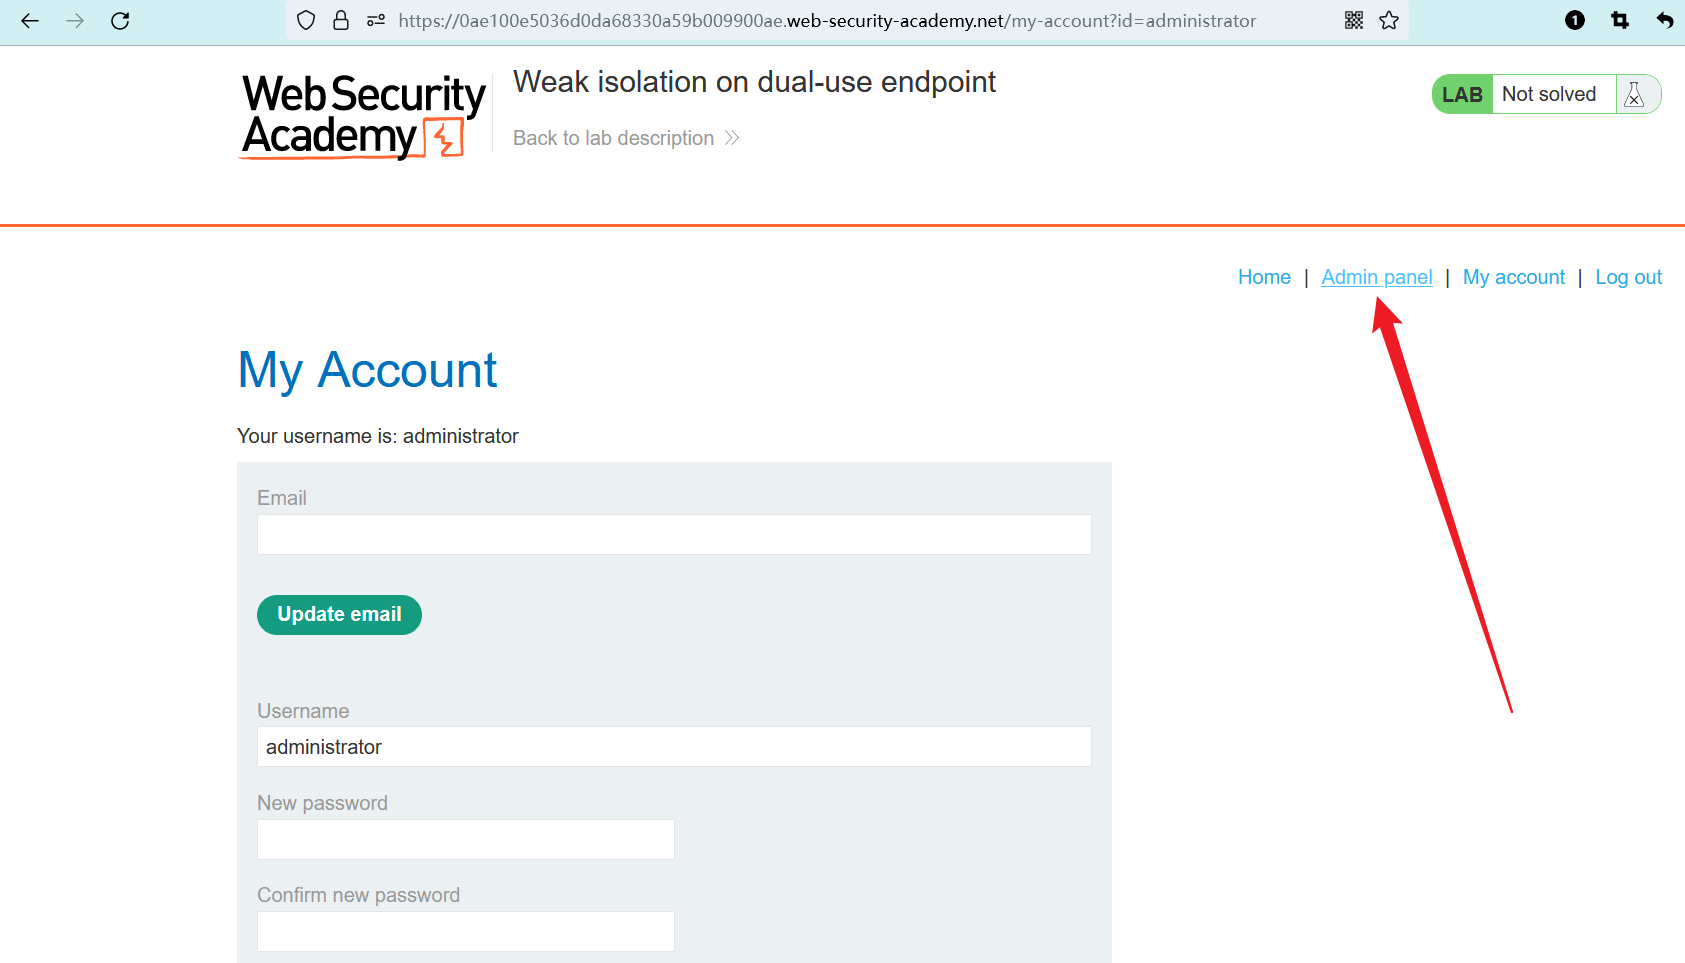 https://0ae100e5036d0da68330a59b009900ae.web-security-academy.net/my-account?id=administrator
1
Web Security
Academy
Weak isolation on dual-use endpoint
Back to lab description
LAB Not solved
Home | Admin panel | My account | Log out
My Account
Your username is: administrator
Email
Update email
Username
administrator
New password
Confirm new password